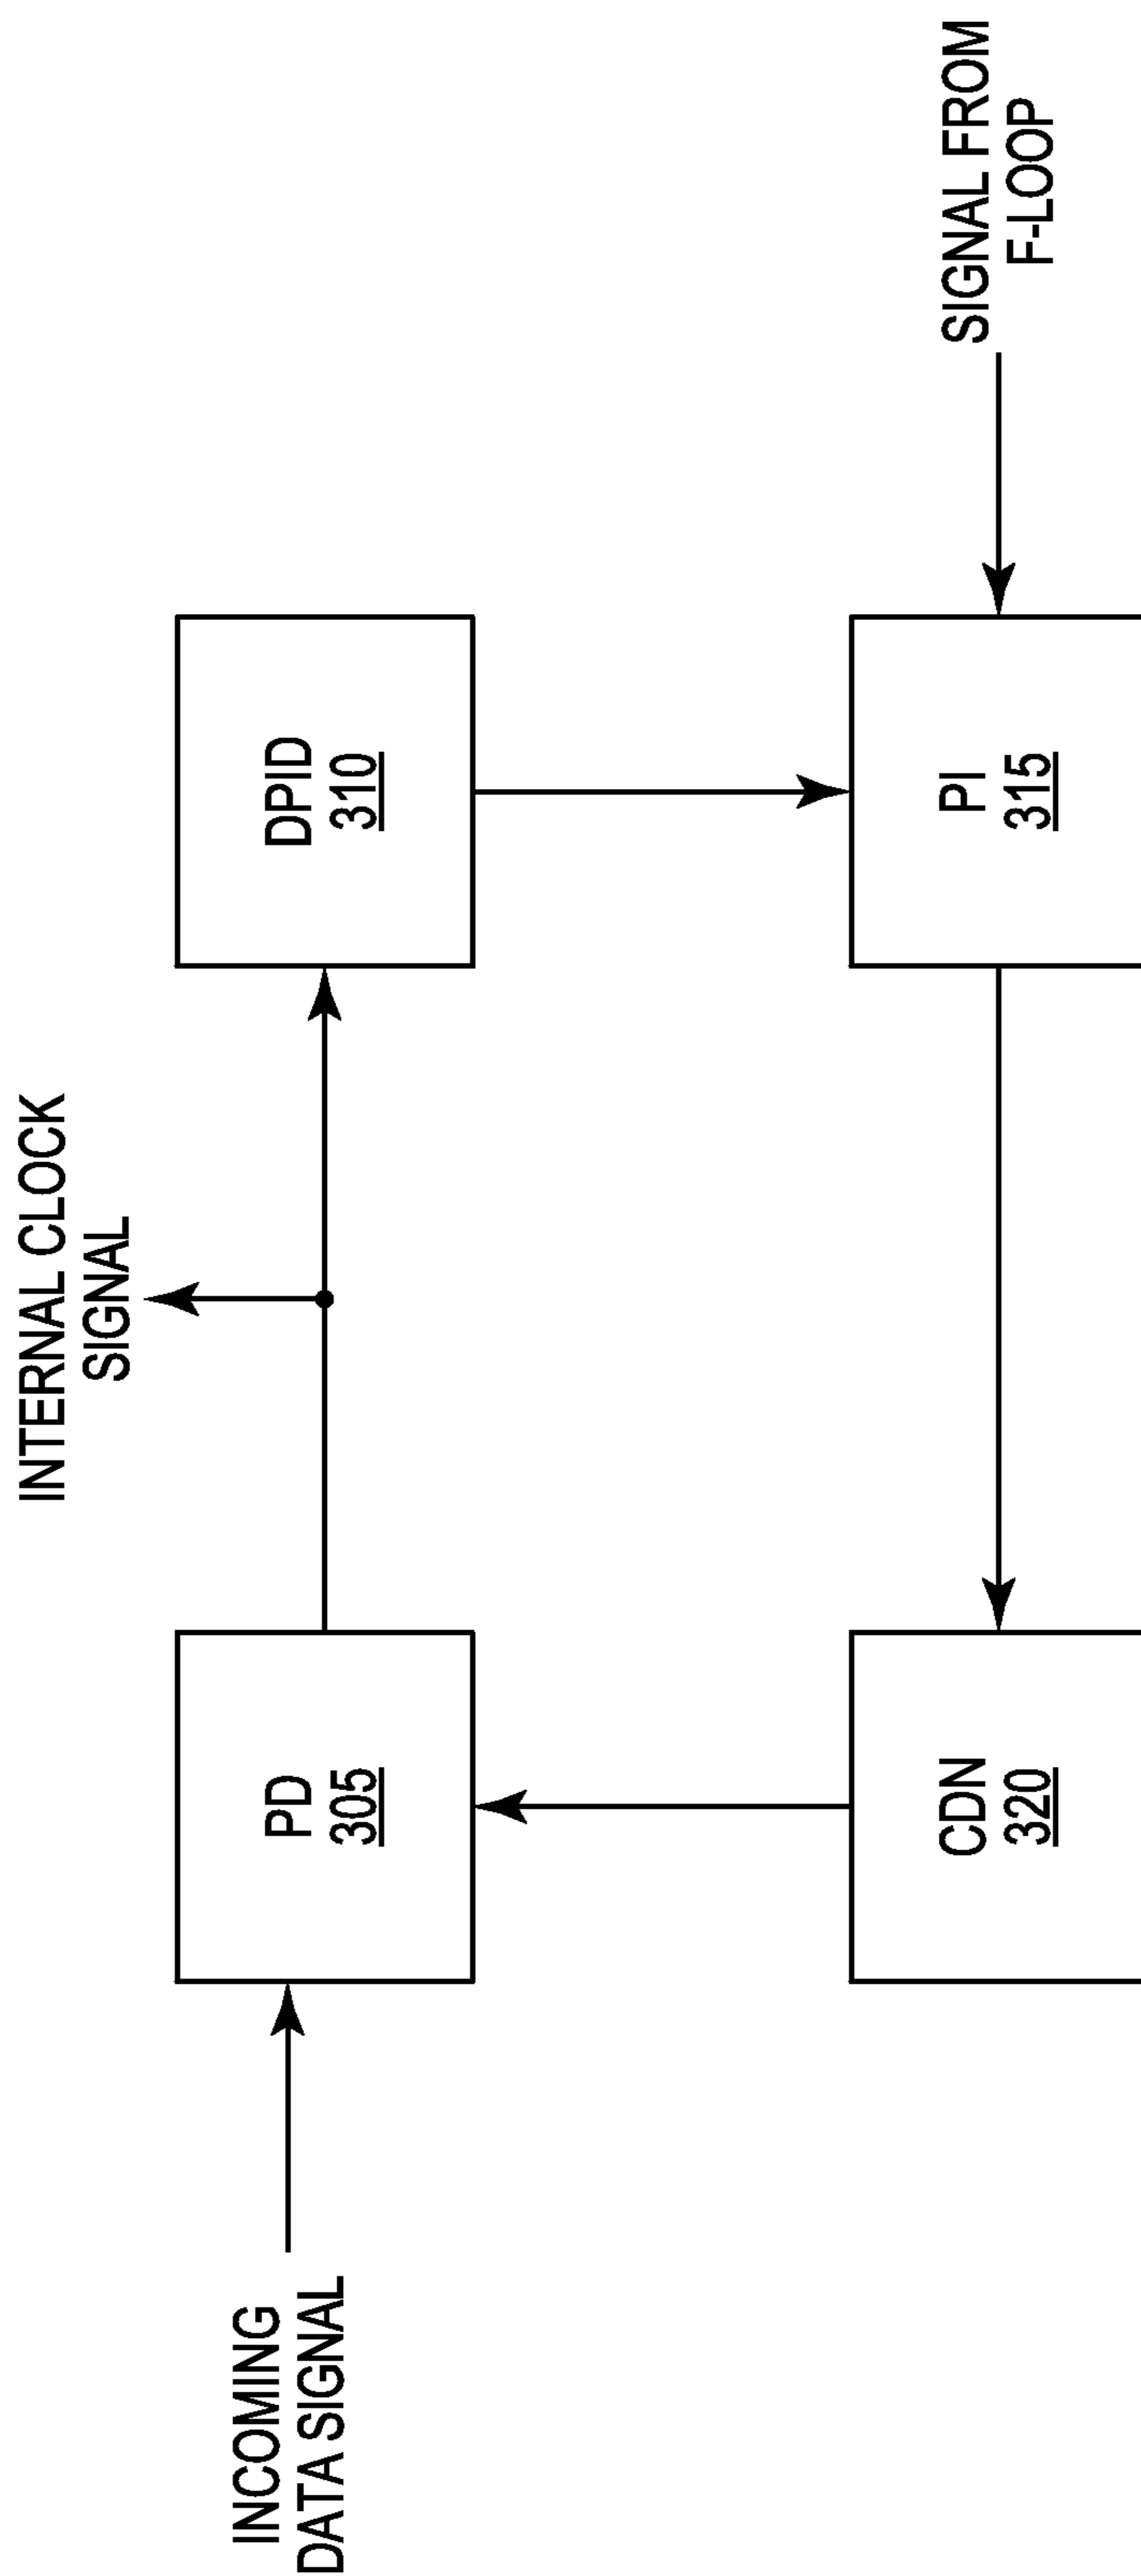 INTERNAL CLOCK
SIGNAL
INCOMING
DATA SIGNAL
PD
305
DPID
310
CDN
320
PI
315
SIGNAL FROM
F-LOOP